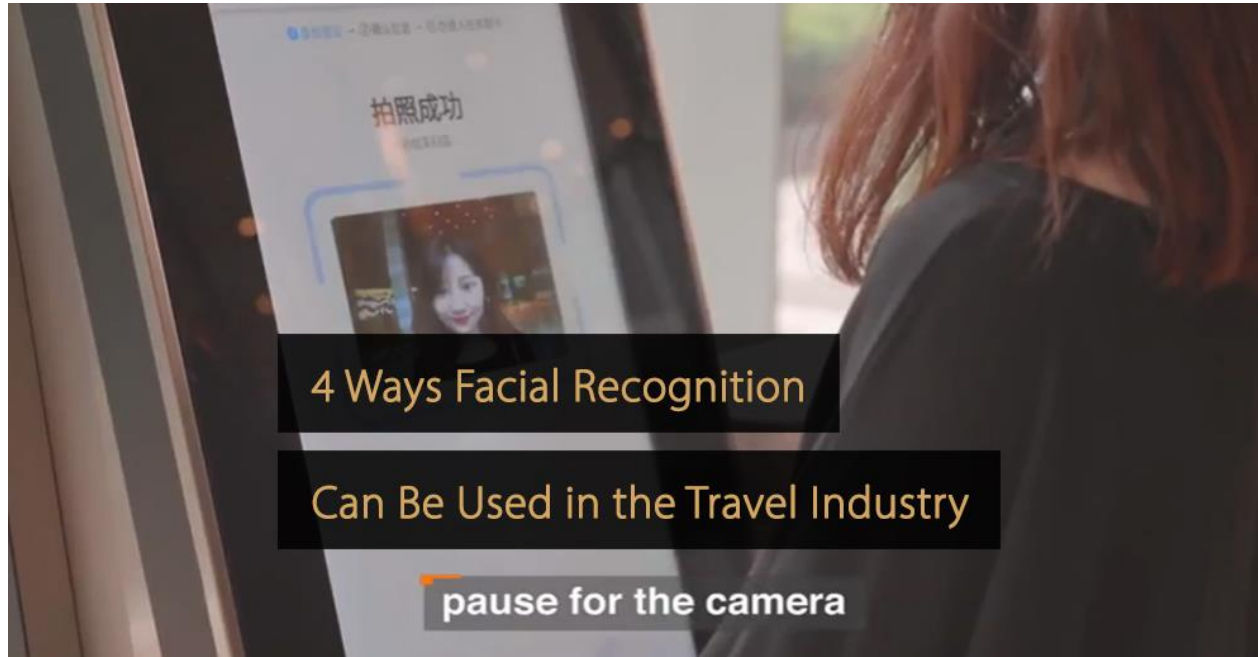 拍照成功
4 Ways Facial Recognition
Can Be Used in the Travel Industry
pause for the camera